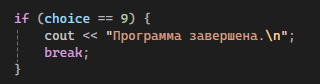 if (choice == 9) {
    cout << "Программа завершена.\n";
    break;
}